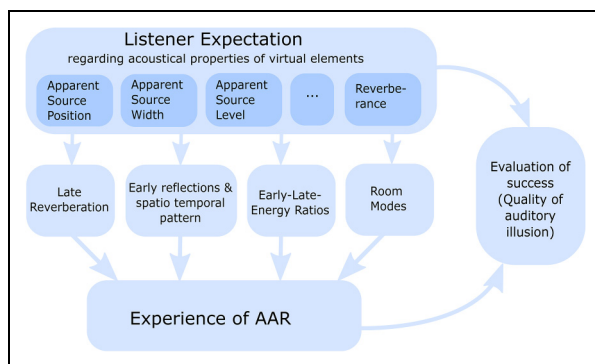 Listener Expectation
regarding acoustical properties of virtual elements
Apparent
Source
Position
Apparent
Source
Width
Apparent
Source
Level
...
Reverbe-
rance
Late
Reverberation
Early reflections &
spatio temporal
pattern
Early-Late-
Energy Ratios
Room
Modes
Evaluation of
success
(Quality of
auditory
illusion)
Experience of AAR